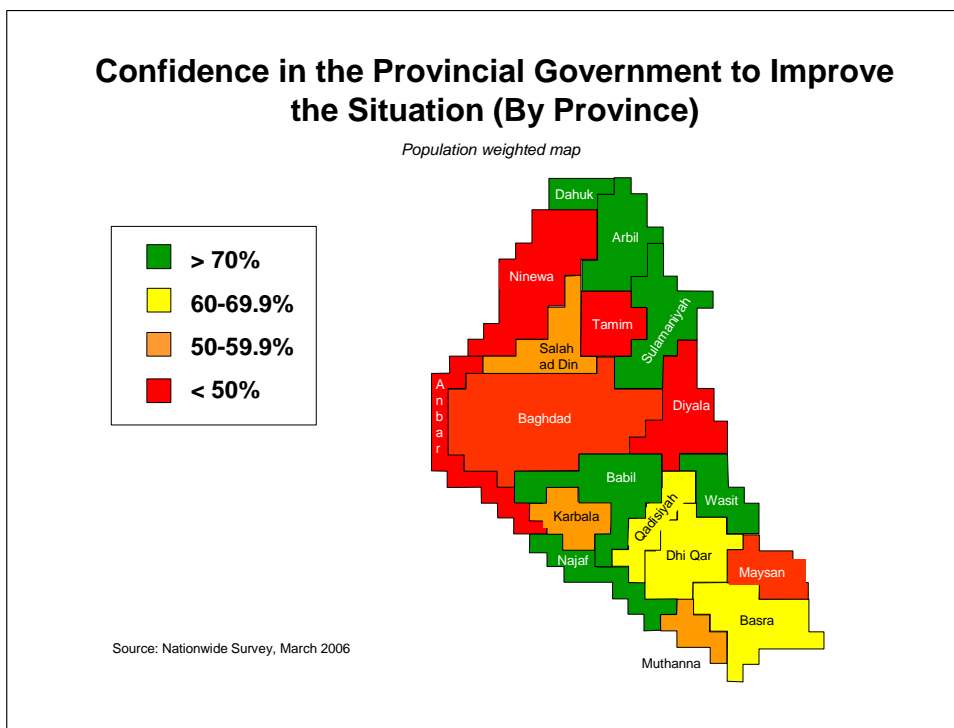 Confidence in the Provincial Government to Improve
the Situation (By Province)
Population weighted map
> 70%
60-69.9%
50-59.9%
< 50%
Dahuk
Arbil
Ninewa
Tamim
Sulamaniyah
Salah
ad Din
Anbar
Baghdad
Diyala
Babil
Wasit
Karbala
Qadisiyah
Najaf
Dhi Qar
Maysan
Basra
Muthanna
Source: Nationwide Survey, March 2006